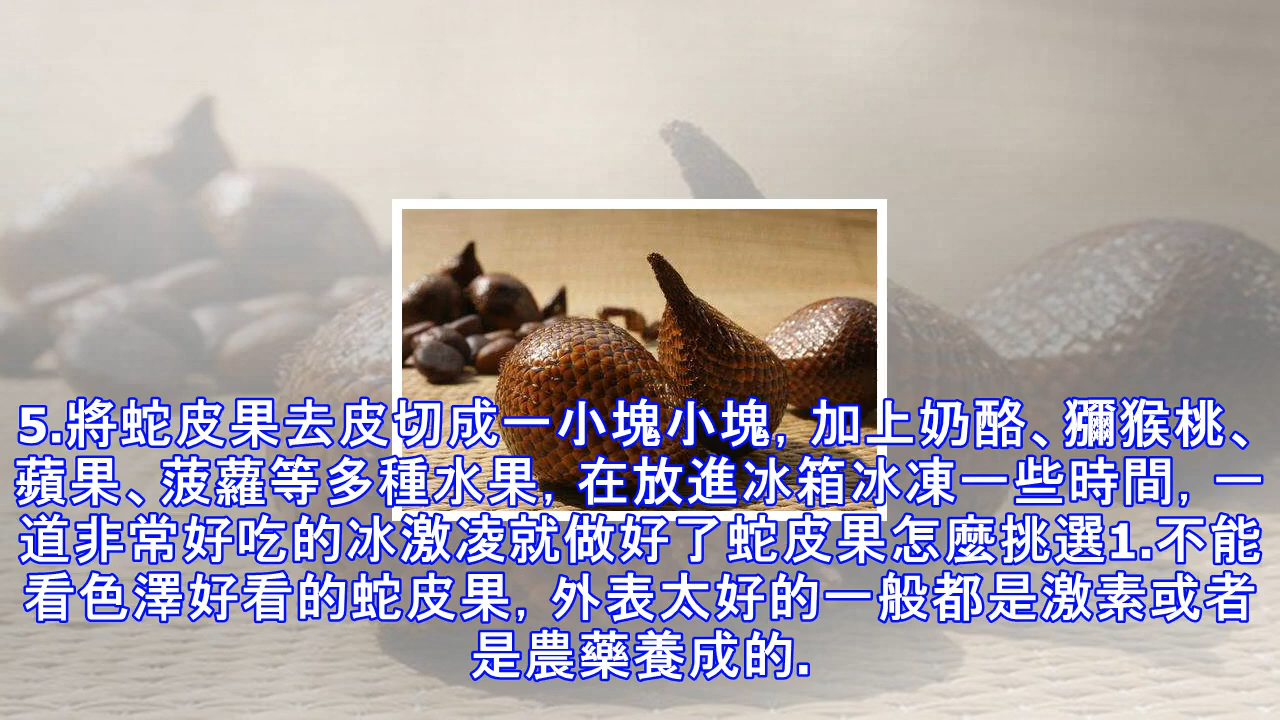 5.將蛇皮果去皮切成一小塊小塊, 加上奶酪、獼猴桃、
蘋果、菠蘿等多種水果, 在放進冰箱冰凍一些時間, 一
道非常好吃的冰激凌就做好了蛇皮果怎麼挑選1.不能
看色澤好看的蛇皮果, 外表太好的一般都是激素或者
是農藥養成的.